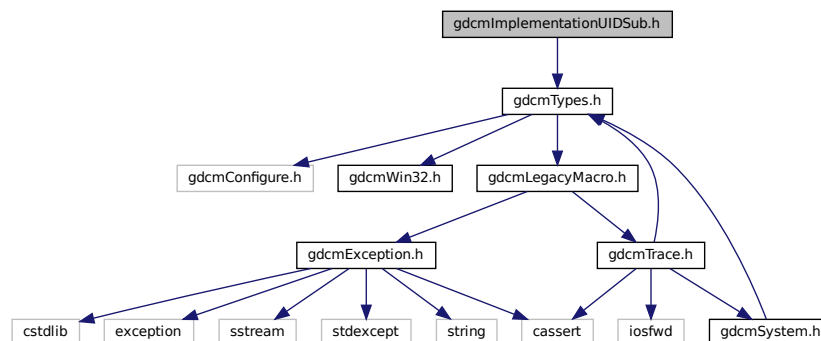 gdcmImplementationUIDSub.h
gdcmTypes.h
gdcmConfigure.h
gdcmWin32.h
gdcmLegacyMacro.h
gdcmException.h
gdcmTrace.h
cstdlib
exception
sstream
stdexcept
string
cassert
iosfwd
gdcmSystem.h